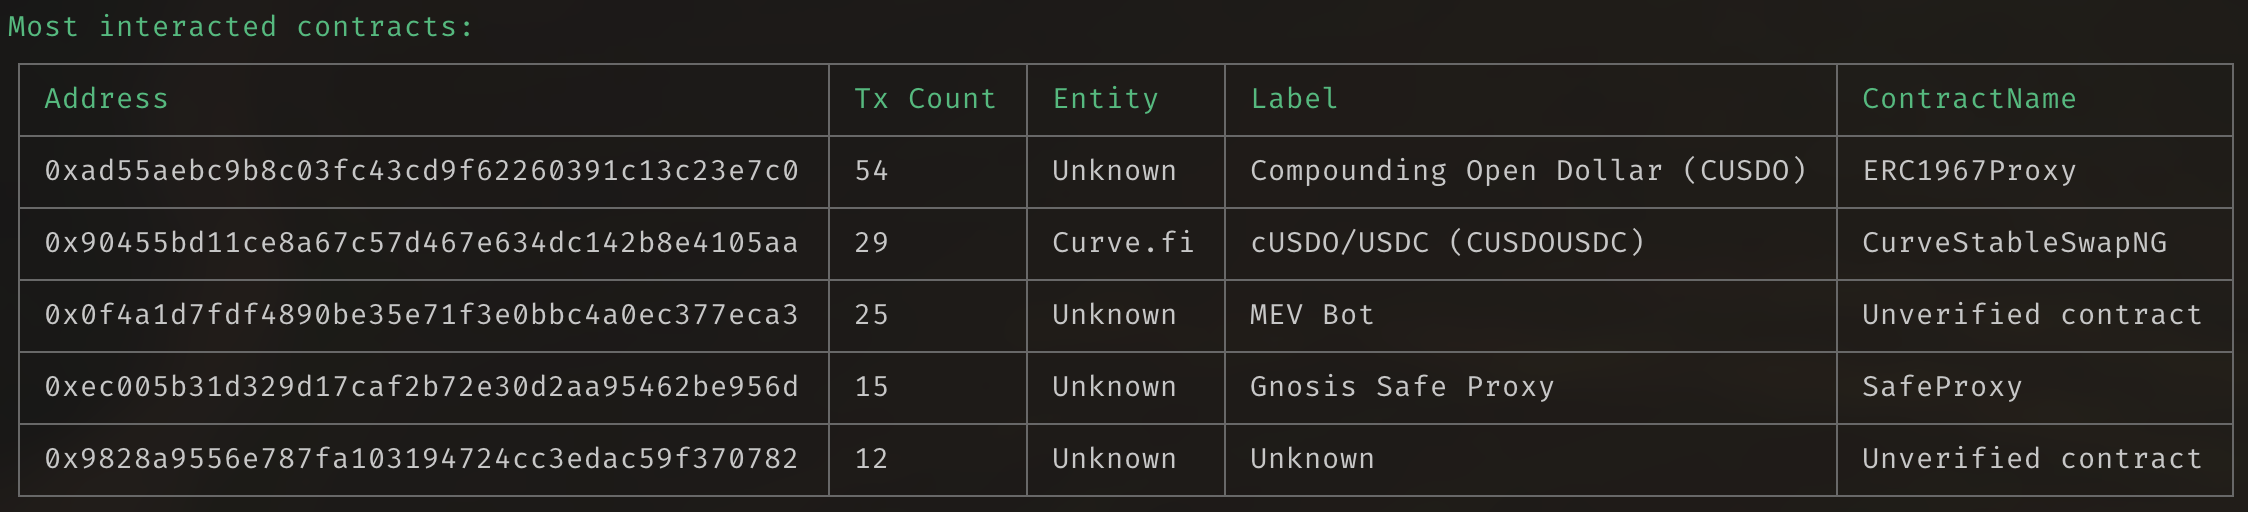 Most interacted contracts:
Address Tx Count Entity Label ContractName
0xad55aebc9b8c03fc43cd9f62260391c13c23e7c0 54 Unknown Compounding Open Dollar (CUSDO) ERC1967Proxy
0x90455bd11ce8a67c57d467e634dc142b8e4105aa 29 Curve.fi cUSDO/USDC (CUSDOUSDC) CurveStableSwapNG
0x0f4a1d7fdf4890be35e71f3e0bbc4a0ec377eca3 25 Unknown MEV Bot Unverified contract
0xec005b31d329d17caf2b72e30d2aa95462be956d 15 Unknown Gnosis Safe Proxy SafeProxy
0x9828a9556e787fa103194724cc3edac59f370782 12 Unknown Unknown Unverified contract